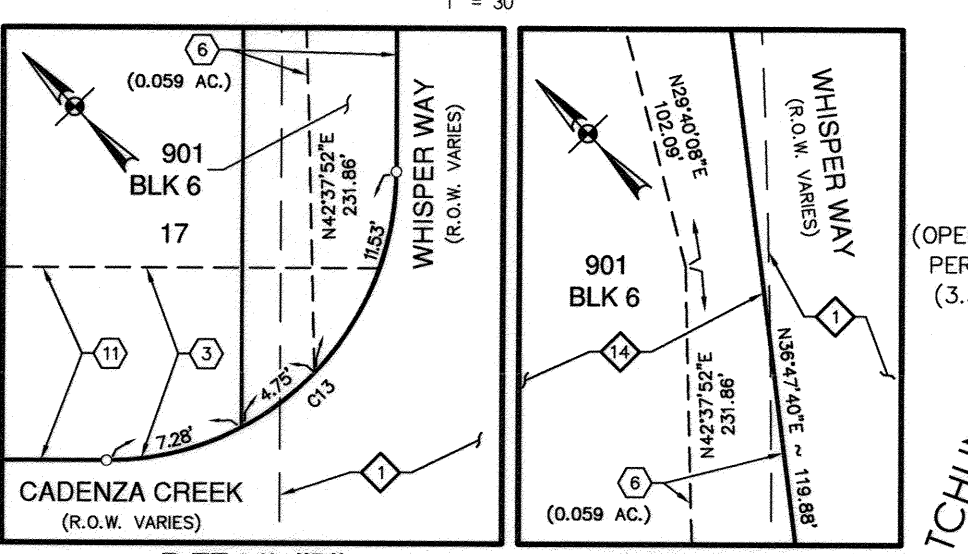 1" = 30'
6
(0.059 AC.)
901
BLK 6
17
N42°37'52"E
231.86'
WHISPER WAY
(R.O.W. VARIES)
11.53'
11
3
4.75'
C13
7.28'
1
CADENZA CREEK
(R.O.W. VARIES)
N29°40'08"E
102.09'
WHISPER WAY
(R.O.W. VARIES)
901
BLK 6
14
1
N42°37'52"E
231.86'
N36°47'40"E ~ 119.88'
6
(0.059 AC.)
(OPE
PER
(3.
TCHLI